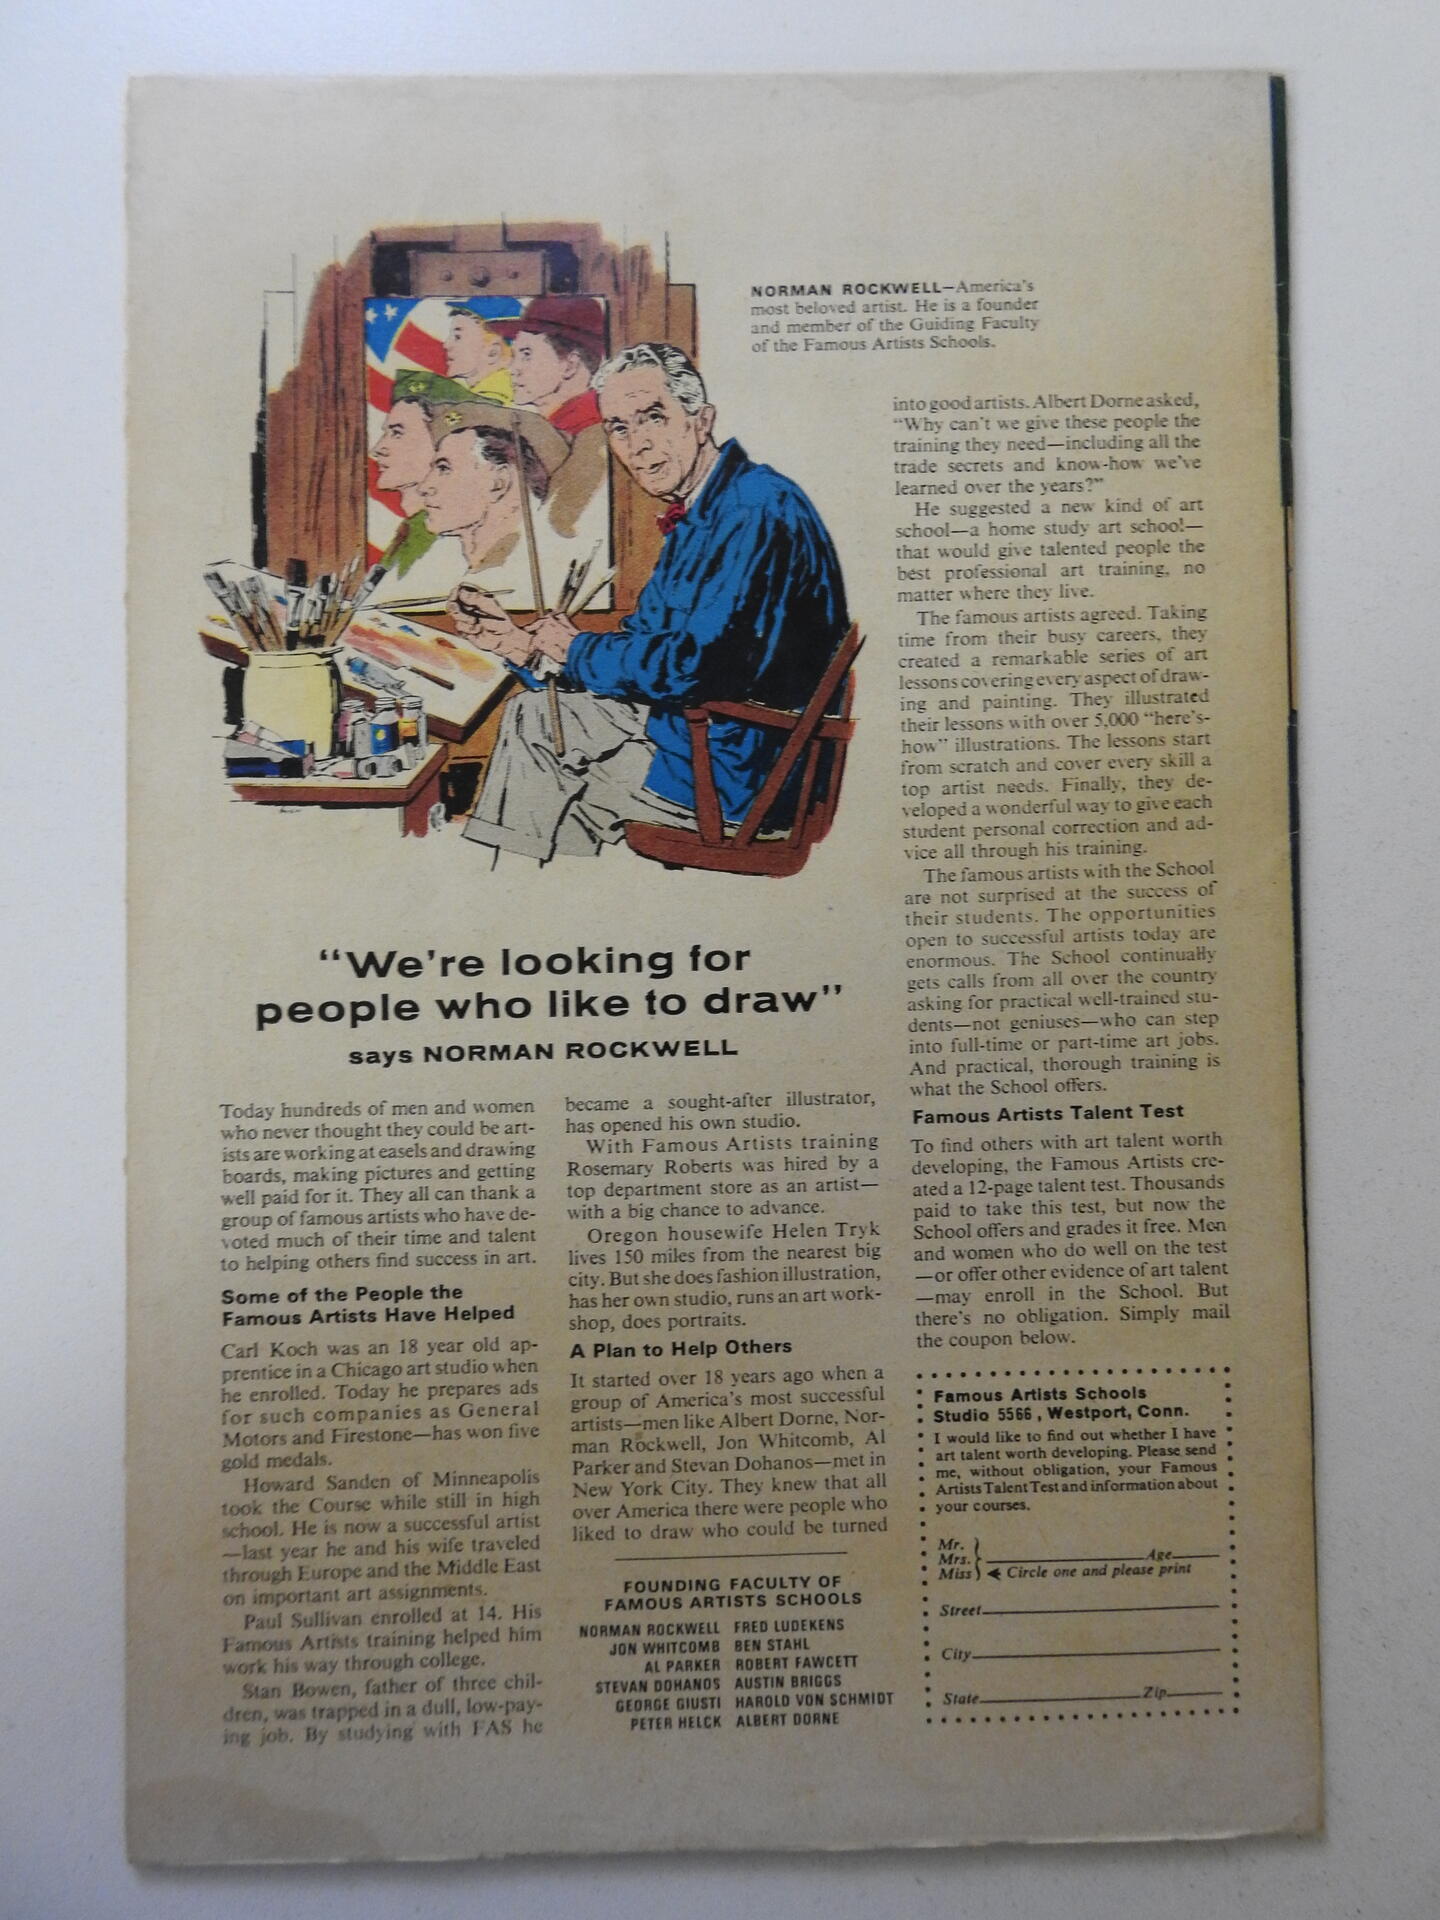 NORMAN ROCKWELL—America's
most beloved artist. He is a founder
and member of the Guiding Faculty
of the Famous Artists Schools.
"We're looking for
people who like to draw"
says NORMAN ROCKWELL
Today hundreds of men and women
who never thought they could be art-
ists are working at easels and drawing
boards, making pictures and getting
well paid for it. They all can thank a
group of famous artists who have de-
voted much of their time and talent
to helping others find success in art.
Some of the People the
Famous Artists Have Helped
Carl Koch was an 18 year old ap-
prentice in a Chicago art studio when
he enrolled. Today he prepares ads
for such companies as General
Motors and Firestone—has won five
gold medals.
Howard Sanden of Minneapolis
took the Course while still in high
school. He is now a successful artist
—last year he and his wife traveled
through Europe and the Middle East
on important art assignments.
Paul Sullivan enrolled at 14. His
Famous Artists training helped him
work his way through college.
Stan Bowen, father of three chil-
dren, was trapped in a dull, low-pay-
ing job. By studying with FAS he
became a sought-after illustrator,
has opened his own studio.
With Famous Artists training
Rosemary Roberts was hired by a
top department store as an artist—
with a big chance to advance.
Oregon housewife Helen Tryk
lives 150 miles from the nearest big
city. But she does fashion illustration,
has her own studio, runs an art work-
shop, does portraits.
A Plan to Help Others
It started over 18 years ago when a
group of America's most successful
artists—men like Albert Dorne, Nor-
man Rockwell, Jon Whitcomb, Al
Parker and Stevan Dohanos—met in
New York City. They knew that all
over America there were people who
liked to draw who could be turned
into good artists. Albert Dorne asked,
"Why can't we give these people the
training they need—including all the
trade secrets and know-how we've
learned over the years?"
He suggested a new kind of art
school—a home study art school—
that would give talented people the
best professional art training, no
matter where they live.
The famous artists agreed. Taking
time from their busy careers, they
created a remarkable series of art
lessons covering every aspect of draw-
ing and painting. They illustrated
their lessons with over 5,000 "here's-
how" illustrations. The lessons start
from scratch and cover every skill a
top artist needs. Finally, they de-
veloped a wonderful way to give each
student personal correction and ad-
vice all through his training.
The famous artists with the School
are not surprised at the success of
their students. The opportunities
open to successful artists today are
enormous. The School continually
gets calls from all over the country
asking for practical well-trained stu-
dents—not geniuses—who can step
into full-time or part-time art jobs.
And practical, thorough training is
what the School offers.
Famous Artists Talent Test
To find others with art talent worth
developing, the Famous Artists cre-
ated a 12-page talent test. Thousands
paid to take this test, but now the
School offers and grades it free. Men
and women who do well on the test
—or offer other evidence of art talent
—may enroll in the School. But
there's no obligation. Simply mail
the coupon below.
FOUNDING FACULTY OF
FAMOUS ARTISTS SCHOOLS
NORMAN ROCKWELL FRED LUDEKENS
JON WHITCOMB BEN STAHL
AL PARKER ROBERT FAWCETT
STEVAN DOHANOS AUSTIN BRIGGS
GEORGE GIUSTI HAROLD VON SCHMIDT
PETER HELCK ALBERT DORNE
Famous Artists Schools
Studio 5566, Westport, Conn.
I would like to find out whether I have
art talent worth developing. Please send
me, without obligation, your Famous
Artists Talent Test and information about
your courses.
Mr.
Mrs. Age
Miss Circle one and please print
Street
City
State Zip